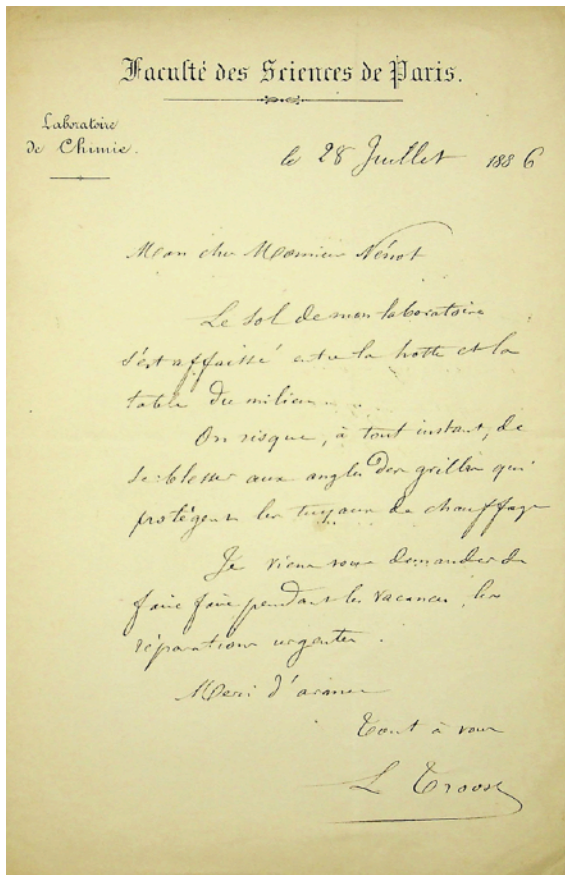 Faculté des Sciences de Paris.
Laboratoire
de Chimie.
le 28 Juillet 1886
Mon cher Monsieur Nénot
Le sol de mon laboratoire
s'est affaissé entre la hotte et la
table du milieu.
On risque, à tout instant, de
se blesser aux angles des grilles qui
protègent les tuyaux de chauffage
Je viens vous demander de
faire faire pendant les vacances les
réparations urgentes.
Merci d'avance
Tout à vous
L Troost